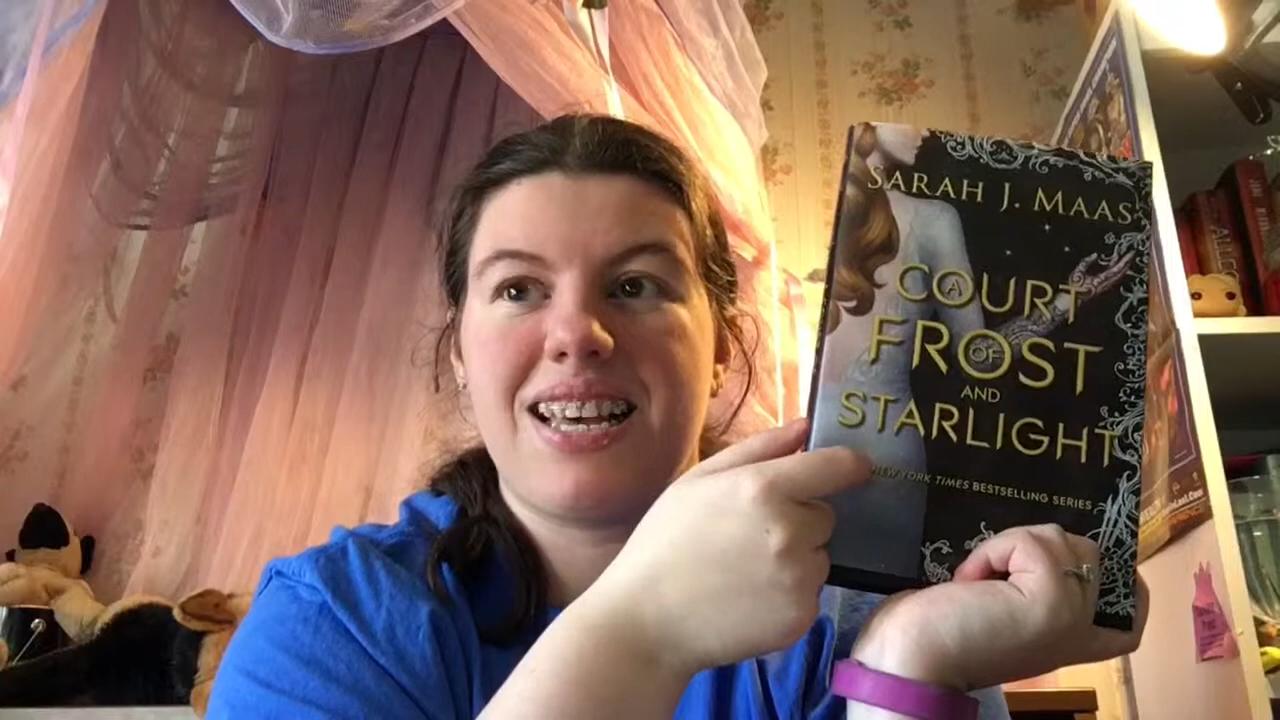 SARAH J. MAAS
A
COURT
OF
FROST
AND
STARLIGHT
NEW YORK TIMES BESTSELLING SERIES